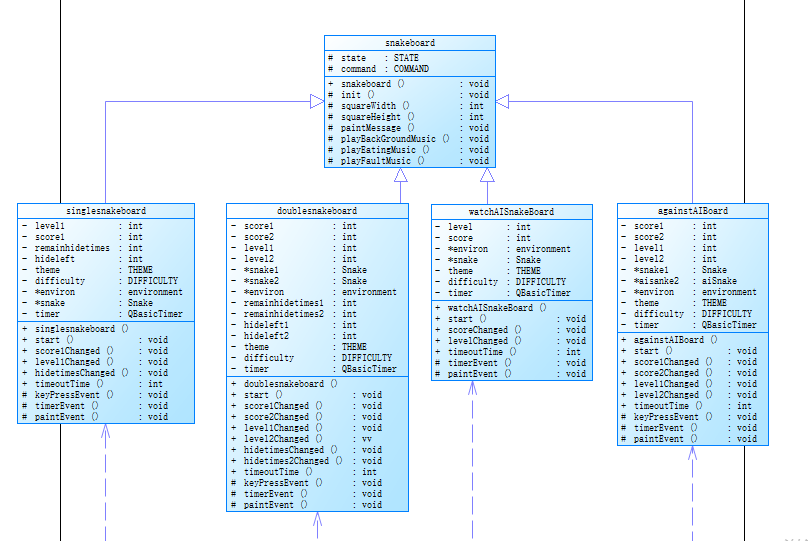 snakeboard
# state : STATE
# command : COMMAND
+ snakeboard () : void
# init () : void
# squareWidth () : int
# squareHeight () : int
# paintMessage () : void
# playBackGroundMusic () : void
# playEatingMusic () : void
# playFaultMusic () : void
singlesnakeboard
- level1 : int
- score1 : int
- remainhidetimes : int
- hideleft : int
- theme : THEME
- difficulty : DIFFICULTY
- *environ : environment
- *snake : Snake
- timer : QBasicTimer
+ singlesnakeboard ()
+ start () : void
+ score1Changed () : void
+ level1Changed () : void
+ hidetimesChanged () : void
+ timeoutTime () : int
# keyPressEvent () : void
# timerEvent () : void
# paintEvent () : void
doublesnakeboard
- score1 : int
- score2 : int
- level1 : int
- level2 : int
- *snake1 : Snake
- *snake2 : Snake
- *environ : environment
- remainhidetimes1 : int
- remainhidetimes2 : int
- hideleft1 : int
- hideleft2 : int
- theme : THEME
- difficulty : DIFFICULTY
- timer : QBasicTimer
+ doublesnakeboard ()
+ start () : void
+ score1Changed () : void
+ score2Changed () : void
+ level1Changed () : void
+ level2Changed () : vv
+ hidetimesChanged () : void
+ hidetimes2Changed () : void
+ timeoutTime () : int
# keyPressEvent () : void
# timerEvent () : void
# paintEvent () : void
watchAISnakeBoard
- level : int
- score : int
- *environ : environment
- *snake : Snake
- theme : THEME
- difficulty : DIFFICULTY
- timer : QBasicTimer
+ watchAISnakeBoard ()
+ start () : void
+ scoreChanged () : void
+ levelChanged () : void
+ timeoutTime () : int
# timerEvent () : void
# paintEvent () : void
againstAIBoard
- score1 : int
- score2 : int
- level1 : int
- level2 : int
- *snake1 : Snake
- *aisanke2 : aiSnake
- *environ : environment
- theme : THEME
- difficulty : DIFFICULTY
- timer : QBasicTimer
+ againstAIBoard ()
+ start () : void
+ score1Changed () : void
+ score2Changed () : void
+ level1Changed () : void
+ level2Changed () : void
+ timeoutTime () : int
# keyPressEvent () : void
# timerEvent () : void
# paintEvent () : void